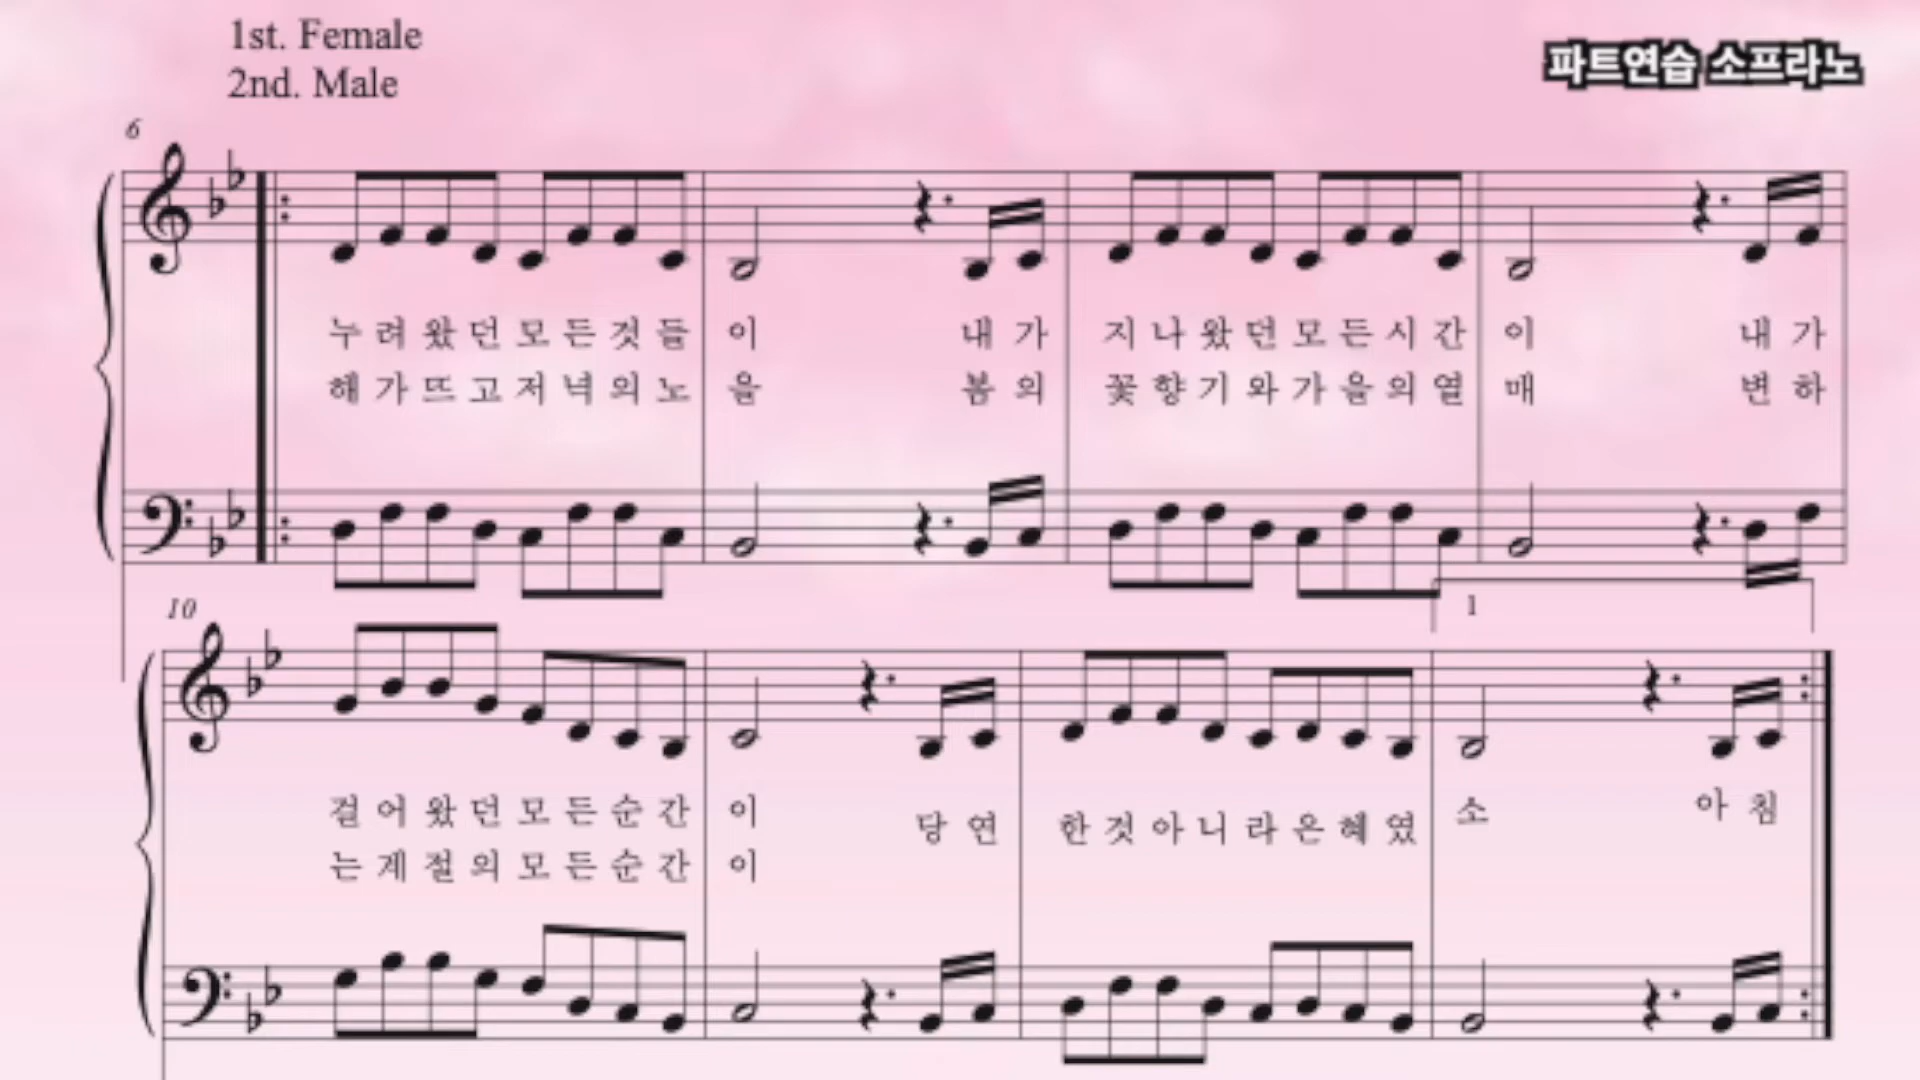 1st. Female
2nd. Male
파트연습 소프라노
6
누 려 왔 던 모 든 것 들 이 내 가 지 나 왔 던 모 든 시 간 이 내 가
해 가 뜨 고 저 녁 의 노 을 봄 의 꽃 향 기 와 가 을 의 열 매 변 하
10
1
걸 어 왔 던 모 든 순 간 이 당 연 한 것 아 니 라 은 혜 였 소 아 침
는 계 절 의 모 든 순 간 이